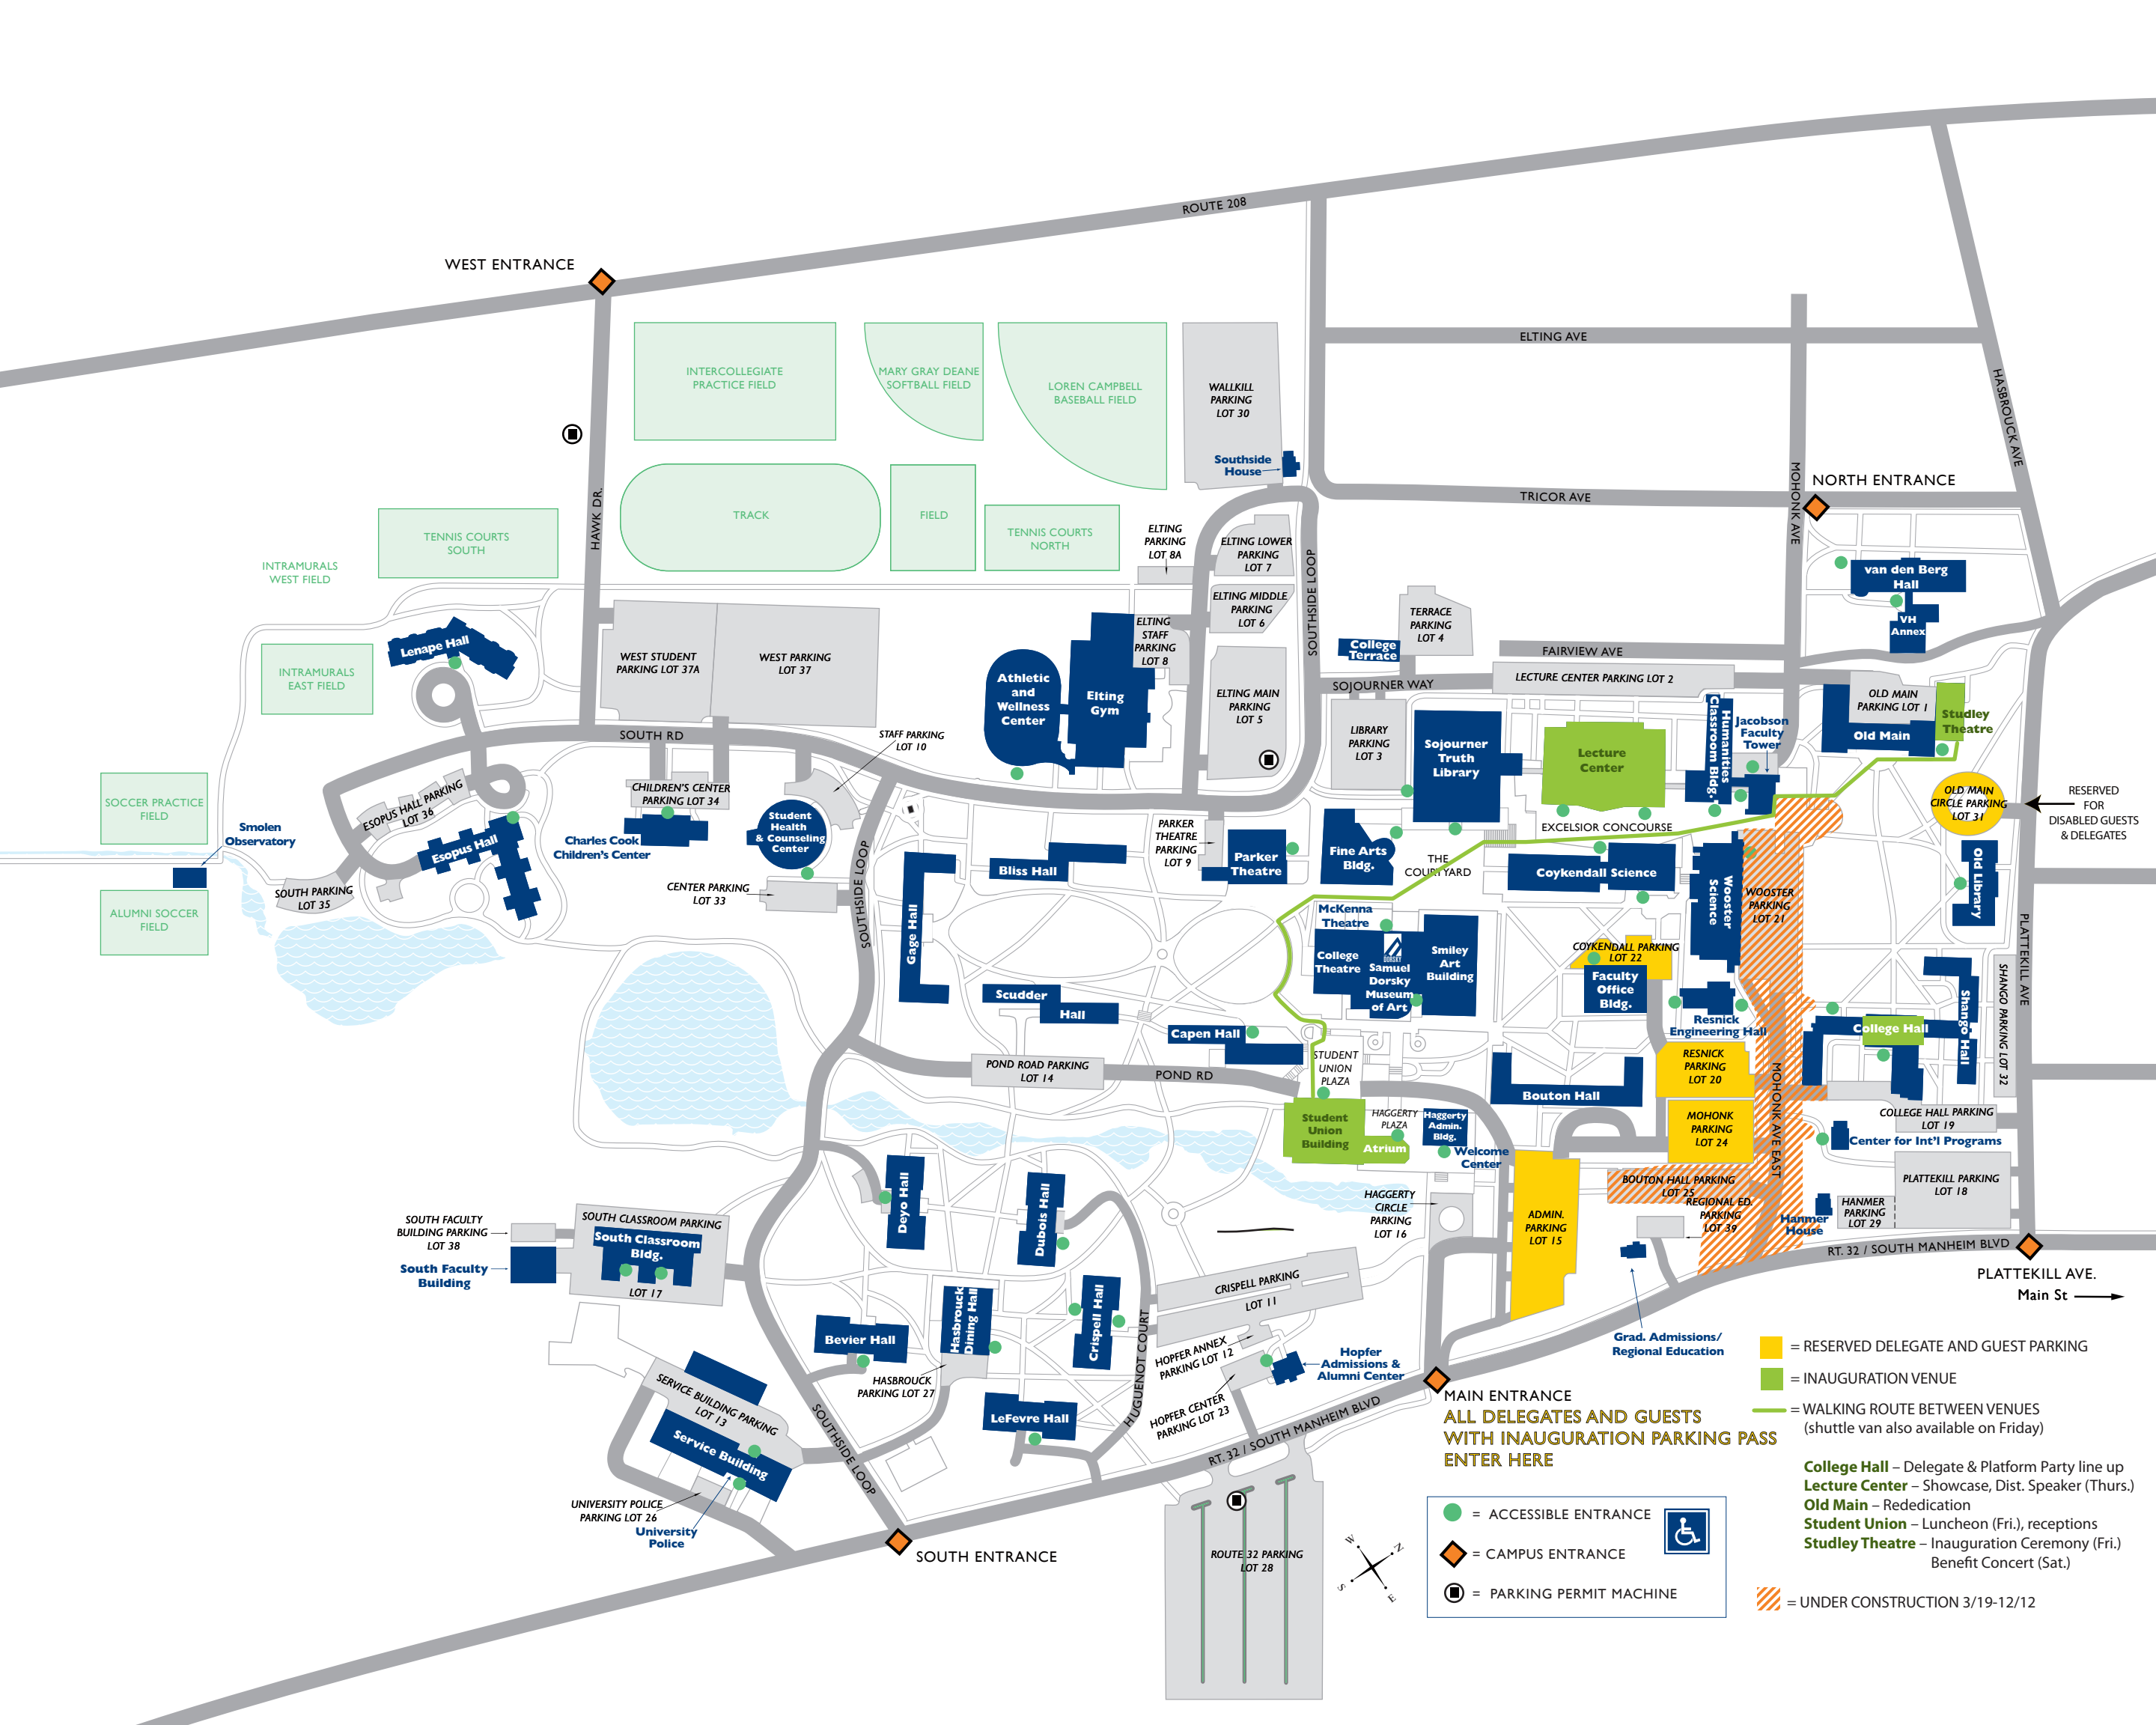 ROUTE 208
WEST ENTRANCE
ELTING AVE
HASBROUCK AVE
INTERCOLLEGIATE
PRACTICE FIELD
MARY GRAY DEANE
SOFTBALL FIELD
LOREN CAMPBELL
BASEBALL FIELD
WALLKILL
PARKING
LOT 30
Southside
House
MOHONK AVE
NORTH ENTRANCE
TRICOR AVE
HAWK DR.
TRACK
FIELD
TENNIS COURTS
NORTH
TENNIS COURTS
SOUTH
INTRAMURALS
WEST FIELD
INTRAMURALS
EAST FIELD
ELTING
PARKING
LOT 8A
ELTING LOWER
PARKING
LOT 7
ELTING MIDDLE
PARKING
LOT 6
SOUTHSIDE LOOP
ELTING
STAFF
PARKING
LOT 8
ELTING MAIN
PARKING
LOT 5
TERRACE
PARKING
LOT 4
College
Terrace
FAIRVIEW AVE
SOJOURNER WAY
LECTURE CENTER PARKING LOT 2
van den Berg
Hall
VH
Annex
OLD MAIN
PARKING LOT 1
Old Main
Studley
Theatre
Lenape Hall
WEST STUDENT
PARKING LOT 37A
WEST PARKING
LOT 37
Athletic
and
Wellness
Center
Elting
Gym
LIBRARY
PARKING
LOT 3
Sojourner
Truth
Library
Lecture
Center
Humanities
Classroom Bldg.
Jacobson
Faculty
Tower
SOUTH RD
STAFF PARKING
LOT 10
OLD MAIN
CIRCLE PARKING
LOT 31
RESERVED
FOR
DISABLED GUESTS
& DELEGATES
SOCCER PRACTICE
FIELD
Smolen
Observatory
ALUMNI SOCCER
FIELD
ESOPUS HALL PARKING
LOT 36
Esopus Hall
SOUTH PARKING
LOT 35
CHILDREN'S CENTER
PARKING LOT 34
Charles Cook
Children's Center
Student
Health
& Counseling
Center
CENTER PARKING
LOT 33
SOUTHSIDE LOOP
Gage Hall
Bliss Hall
PARKER
THEATRE
PARKING
LOT 9
Parker
Theatre
Fine Arts
Bldg.
THE
COURTYARD
EXCELSIOR CONCOURSE
Coykendall Science
Wooster
Science
WOOSTER
PARKING
LOT 21
Old Library
PLATTEKILL AVE
McKenna
Theatre
College
Theatre
DORSKY
Samuel
Dorsky
Museum
of Art
Smiley
Art
Building
COYKENDALL PARKING
LOT 22
Faculty
Office
Bldg.
Resnick
Engineering Hall
College Hall
Shango Hall
SHANGO PARKING LOT 32
Scudder
Hall
Capen Hall
POND ROAD PARKING
LOT 14
POND RD
STUDENT
UNION
PLAZA
Student
Union
Building
HAGGERTY
PLAZA
Atrium
Haggerty
Admin.
Bldg.
Welcome
Center
Bouton Hall
RESNICK
PARKING
LOT 20
MOHONK
PARKING
LOT 24
MOHONK AVE EAST
COLLEGE HALL PARKING
LOT 19
Center for Int'l Programs
PLATTEKILL PARKING
LOT 18
HANMER
PARKING
LOT 29
Hanmer
House
BOUTON HALL PARKING
LOT 25
REGIONAL ED.
PARKING
LOT 39
ADMIN.
PARKING
LOT 15
HAGGERTY
CIRCLE
PARKING
LOT 16
Deyo Hall
Dubois Hall
SOUTH FACULTY
BUILDING PARKING
LOT 38
South Faculty
Building
SOUTH CLASSROOM PARKING
South Classroom
Bldg.
LOT 17
Bevier Hall
Hasbrouck
Dining Hall
HASBROUCK
PARKING LOT 27
Crispell Hall
HUGUENOT COURT
CRISPELL PARKING
LOT 11
HOPFER ANNEX
PARKING LOT 12
HOPFER CENTER
PARKING LOT 23
Hopfer
Admissions &
Alumni Center
LeFevre Hall
SERVICE BUILDING PARKING
LOT 13
Service Building
UNIVERSITY POLICE
PARKING LOT 26
University
Police
SOUTHSIDE LOOP
SOUTH ENTRANCE
RT. 32 / SOUTH MANHEIM BLVD
ROUTE 32 PARKING
LOT 28
W
N
S
E
Grad. Admissions/
Regional Education
RT. 32 / SOUTH MANHEIM BLVD
PLATTEKILL AVE.
Main St
MAIN ENTRANCE
ALL DELEGATES AND GUESTS
WITH INAUGURATION PARKING PASS
ENTER HERE
= ACCESSIBLE ENTRANCE
= CAMPUS ENTRANCE
= PARKING PERMIT MACHINE
= RESERVED DELEGATE AND GUEST PARKING
= INAUGURATION VENUE
= WALKING ROUTE BETWEEN VENUES
(shuttle van also available on Friday)
College Hall – Delegate & Platform Party line up
Lecture Center – Showcase, Dist. Speaker (Thurs.)
Old Main – Rededication
Student Union – Luncheon (Fri.), receptions
Studley Theatre – Inauguration Ceremony (Fri.)
Benefit Concert (Sat.)
= UNDER CONSTRUCTION 3/19-12/12